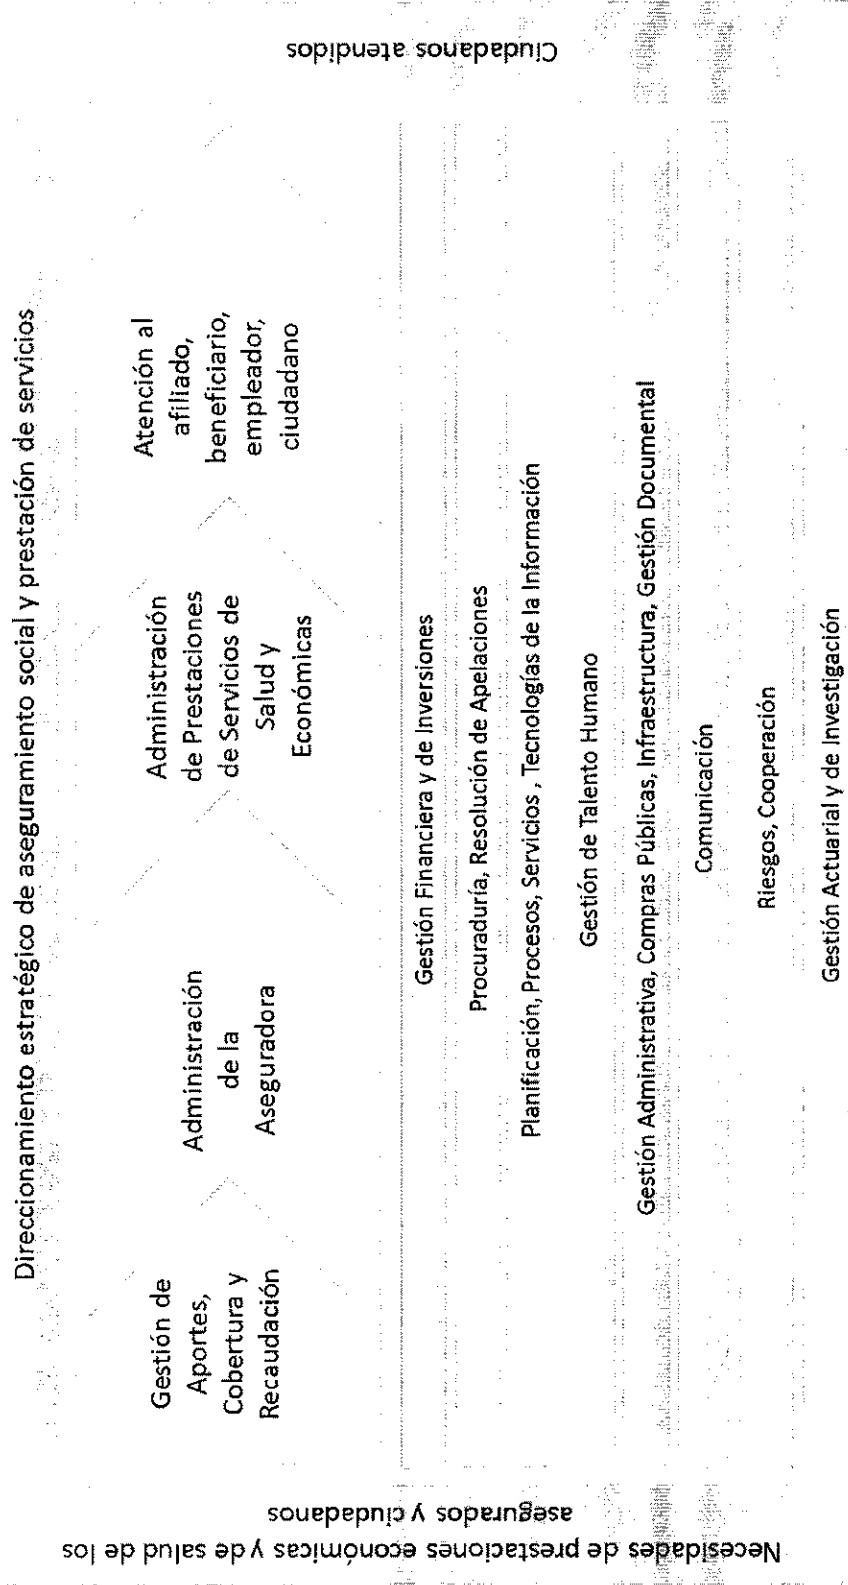 Direccionamiento estratégico de aseguramiento social y prestación de servicios
Necesidades de prestaciones económicas y de salud de los
asegurados y ciudadanos
Gestión de
Aportes,
Cobertura y
Recaudación
Administración
de la
Aseguradora
Administración
de Prestaciones
de Servicios de
Salud y
Económicas
Atención al
afiliado,
beneficiario,
empleador,
ciudadano
Ciudadanos atendidos
Gestión Financiera y de Inversiones
Procuraduría, Resolución de Apelaciones
Planificación, Procesos, Servicios , Tecnologías de la Información
Gestión de Talento Humano
Gestión Administrativa, Compras Públicas, Infraestructura, Gestión Documental
Comunicación
Riesgos, Cooperación
Gestión Actuarial y de Investigación